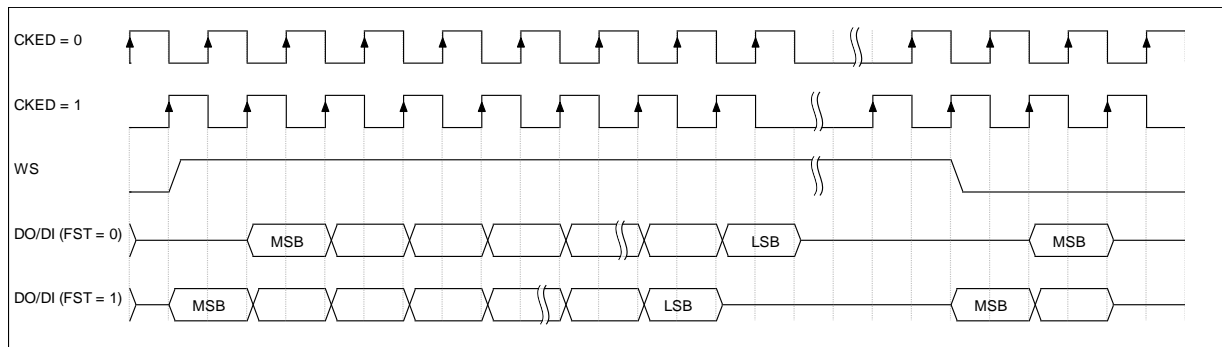 CKED = 0
CKED = 1
WS
DO/DI (FST = 0)
MSB
LSB
MSB
DO/DI (FST = 1)
MSB
LSB
MSB